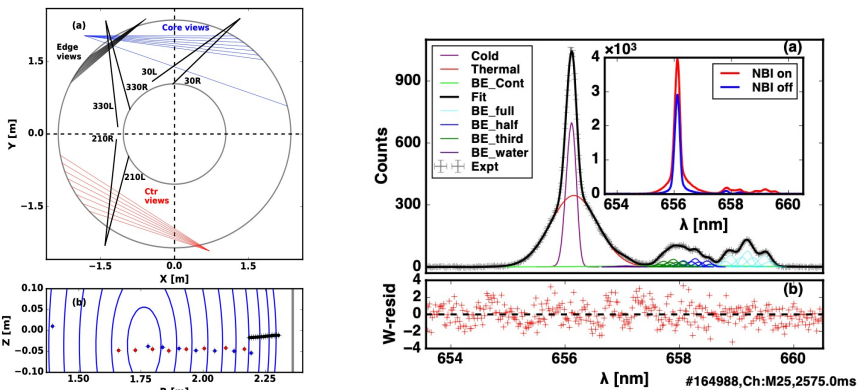 (a)
Core views
Edge
views
30L
330R
30R
330L
210R
210L
Ctr
views
1.5
0.0
−1.5
Y [m]
−1.5
0.0
1.5
X [m]
(b)
0.10
0.05
0.00
−0.05
−0.10
Z [m]
1.50
1.75
2.00
2.25
(a)
Cold
Thermal
BE_Cont
Fit
BE_full
BE_half
BE_third
BE_water
Expt
900
600
300
0
Counts
×10³
4
3
2
1
0
NBI on
NBI off
654
656
658
660
λ [nm]
(b)
4
2
0
−2
−4
W-resid
654
656
658
660
λ [nm]
#164988,Ch:M25,2575.0ms